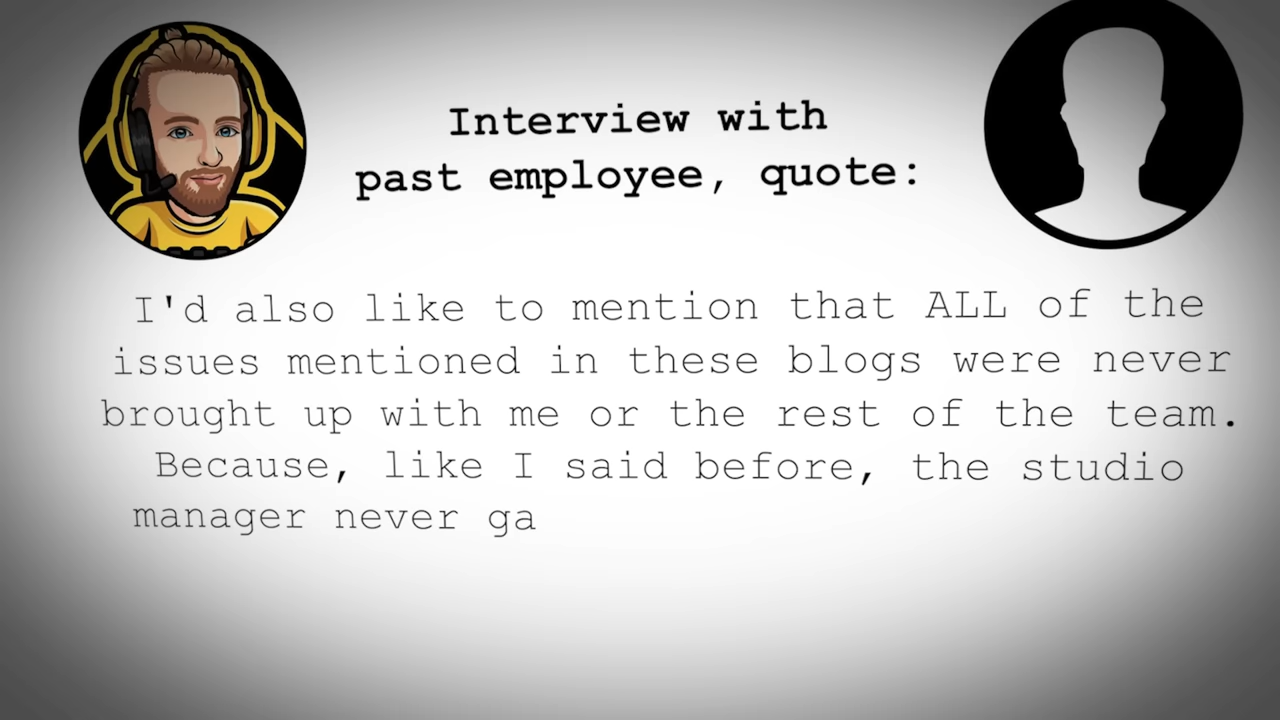 Interview with
past employee, quote:
I'd also like to mention that ALL of the
issues mentioned in these blogs were never
brought up with me or the rest of the team.
Because, like I said before, the studio
manager never ga